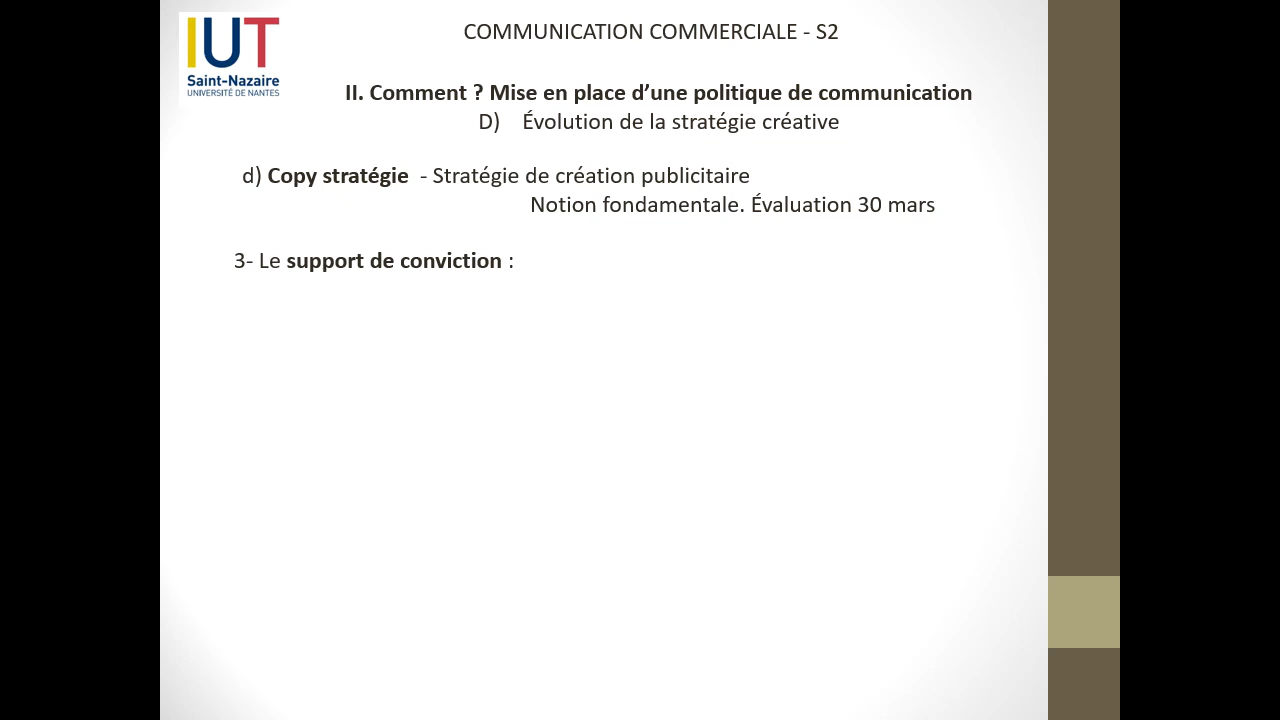 IUT
Saint-Nazaire
UNIVERSITÉ DE NANTES
COMMUNICATION COMMERCIALE - S2
II. Comment ? Mise en place d’une politique de communication
D) Évolution de la stratégie créative
d) Copy stratégie - Stratégie de création publicitaire
Notion fondamentale. Évaluation 30 mars
3- Le support de conviction :